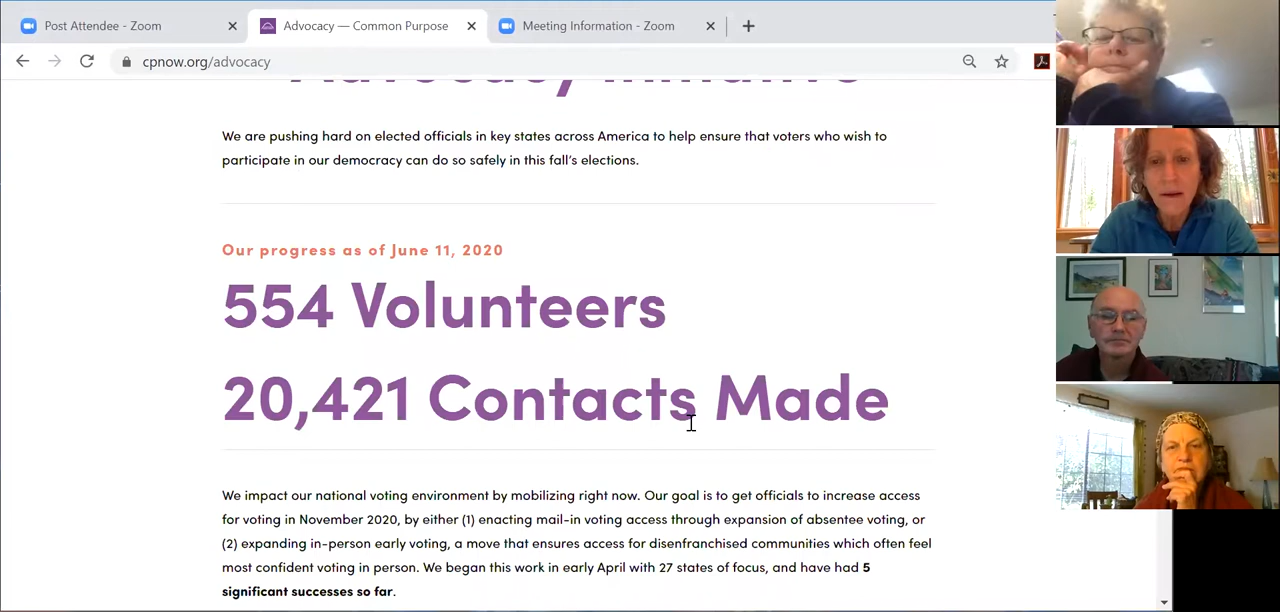 Post Attendee - Zoom
Advocacy — Common Purpose
Meeting Information - Zoom
cpnow.org/advocacy
Advocacy Initiative
We are pushing hard on elected officials in key states across America to help ensure that voters who wish to
participate in our democracy can do so safely in this fall's elections.
Our progress as of June 11, 2020
554 Volunteers
20,421 Contacts Made
We impact our national voting environment by mobilizing right now. Our goal is to get officials to increase access
for voting in November 2020, by either (1) enacting mail-in voting access through expansion of absentee voting, or
(2) expanding in-person early voting, a move that ensures access for disenfranchised communities which often feel
most confident voting in person. We began this work in early April with 27 states of focus, and have had 5
significant successes so far.